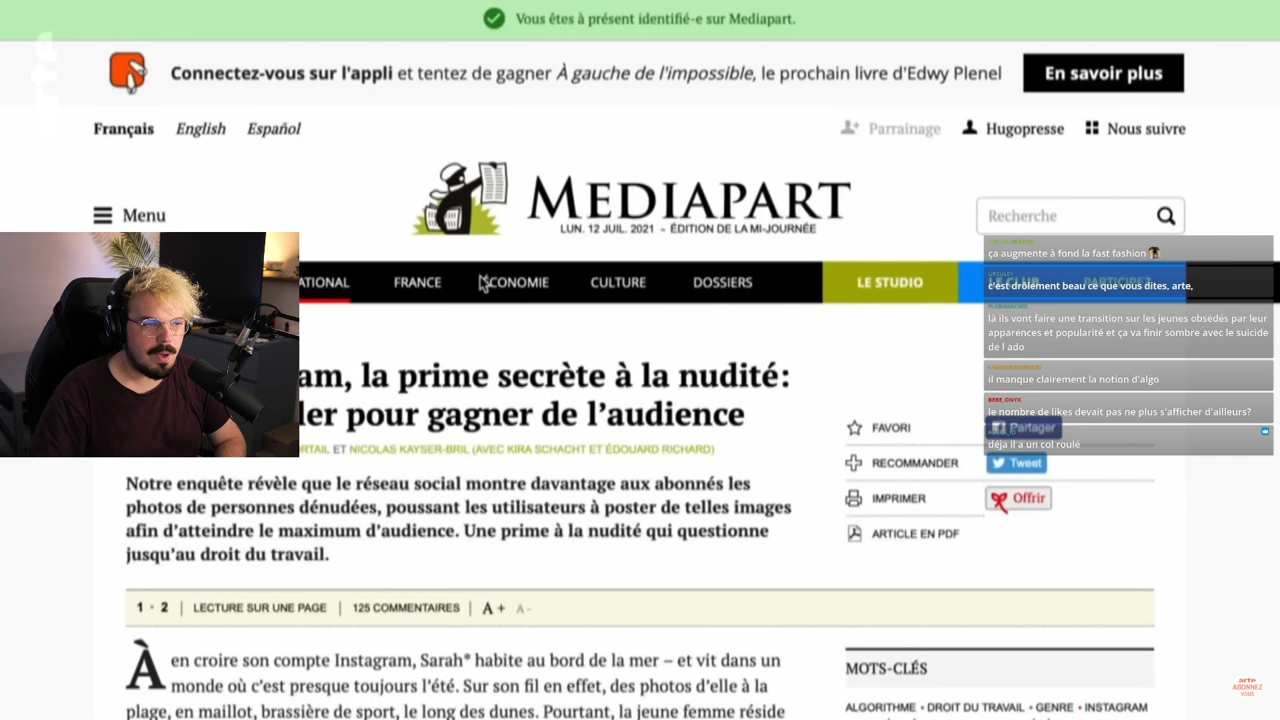 Vous êtes à présent identifié-e sur Mediapart.
arte
Connectez-vous sur l'appli et tentez de gagner À gauche de l'impossible, le prochain livre d'Edwy Plenel
En savoir plus
Français English Español
Parrainage Hugopresse Nous suivre
Menu
MEDIAPART
LUN. 12 JUIL. 2021 – ÉDITION DE LA MI-JOURNÉE
Recherche
ATIONAL FRANCE ÉCONOMIE CULTURE DOSSIERS LE STUDIO LE CLUB PARTICIPEZ
ça augmente à fond la fast fashion
c'est drôlement beau ce que vous dites, arte,
là ils vont faire une transition sur les jeunes obsédés par leur
apparences et popularité et ça va finir sombre avec le suicide
de l ado
il manque clairement la notion d'algo
BEBE_ONYX
le nombre de likes devait pas ne plus s'afficher d'ailleurs?
déja il a un col roulé
am, la prime secrète à la nudité:
ler pour gagner de l'audience
RTAIL ET NICOLAS KAYSER-BRIL (AVEC KIRA SCHACHT ET ÉDOUARD RICHARD)
Notre enquête révèle que le réseau social montre davantage aux abonnés les
photos de personnes dénudées, poussant les utilisateurs à poster de telles images
afin d'atteindre le maximum d'audience. Une prime à la nudité qui questionne
jusqu'au droit du travail.
FAVORI Partager
RECOMMANDER Tweet
IMPRIMER Offrir
ARTICLE EN PDF
1 · 2 | LECTURE SUR UNE PAGE | 125 COMMENTAIRES | A + A -
À en croire son compte Instagram, Sarah* habite au bord de la mer – et vit dans un
monde où c'est presque toujours l'été. Sur son fil en effet, des photos d'elle à la
plage, en maillot, brassière de sport, le long des dunes. Pourtant, la jeune femme réside
MOTS-CLÉS
ALGORITHME • DROIT DU TRAVAIL • GENRE • INSTAGRAM
arte
ABONNEZ
VOUS